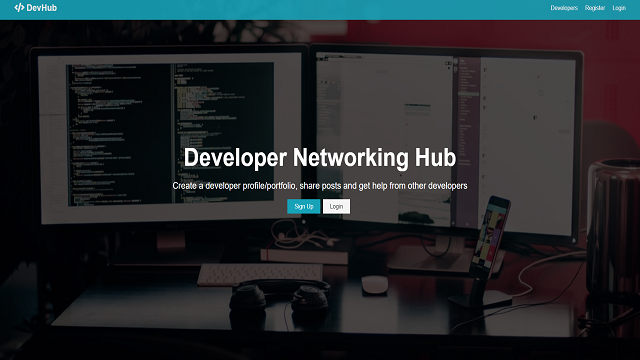 DevHub
Developers Register Login
Developer Networking Hub
Create a developer profile/portfolio, share posts and get help from other developers
Sign Up Login